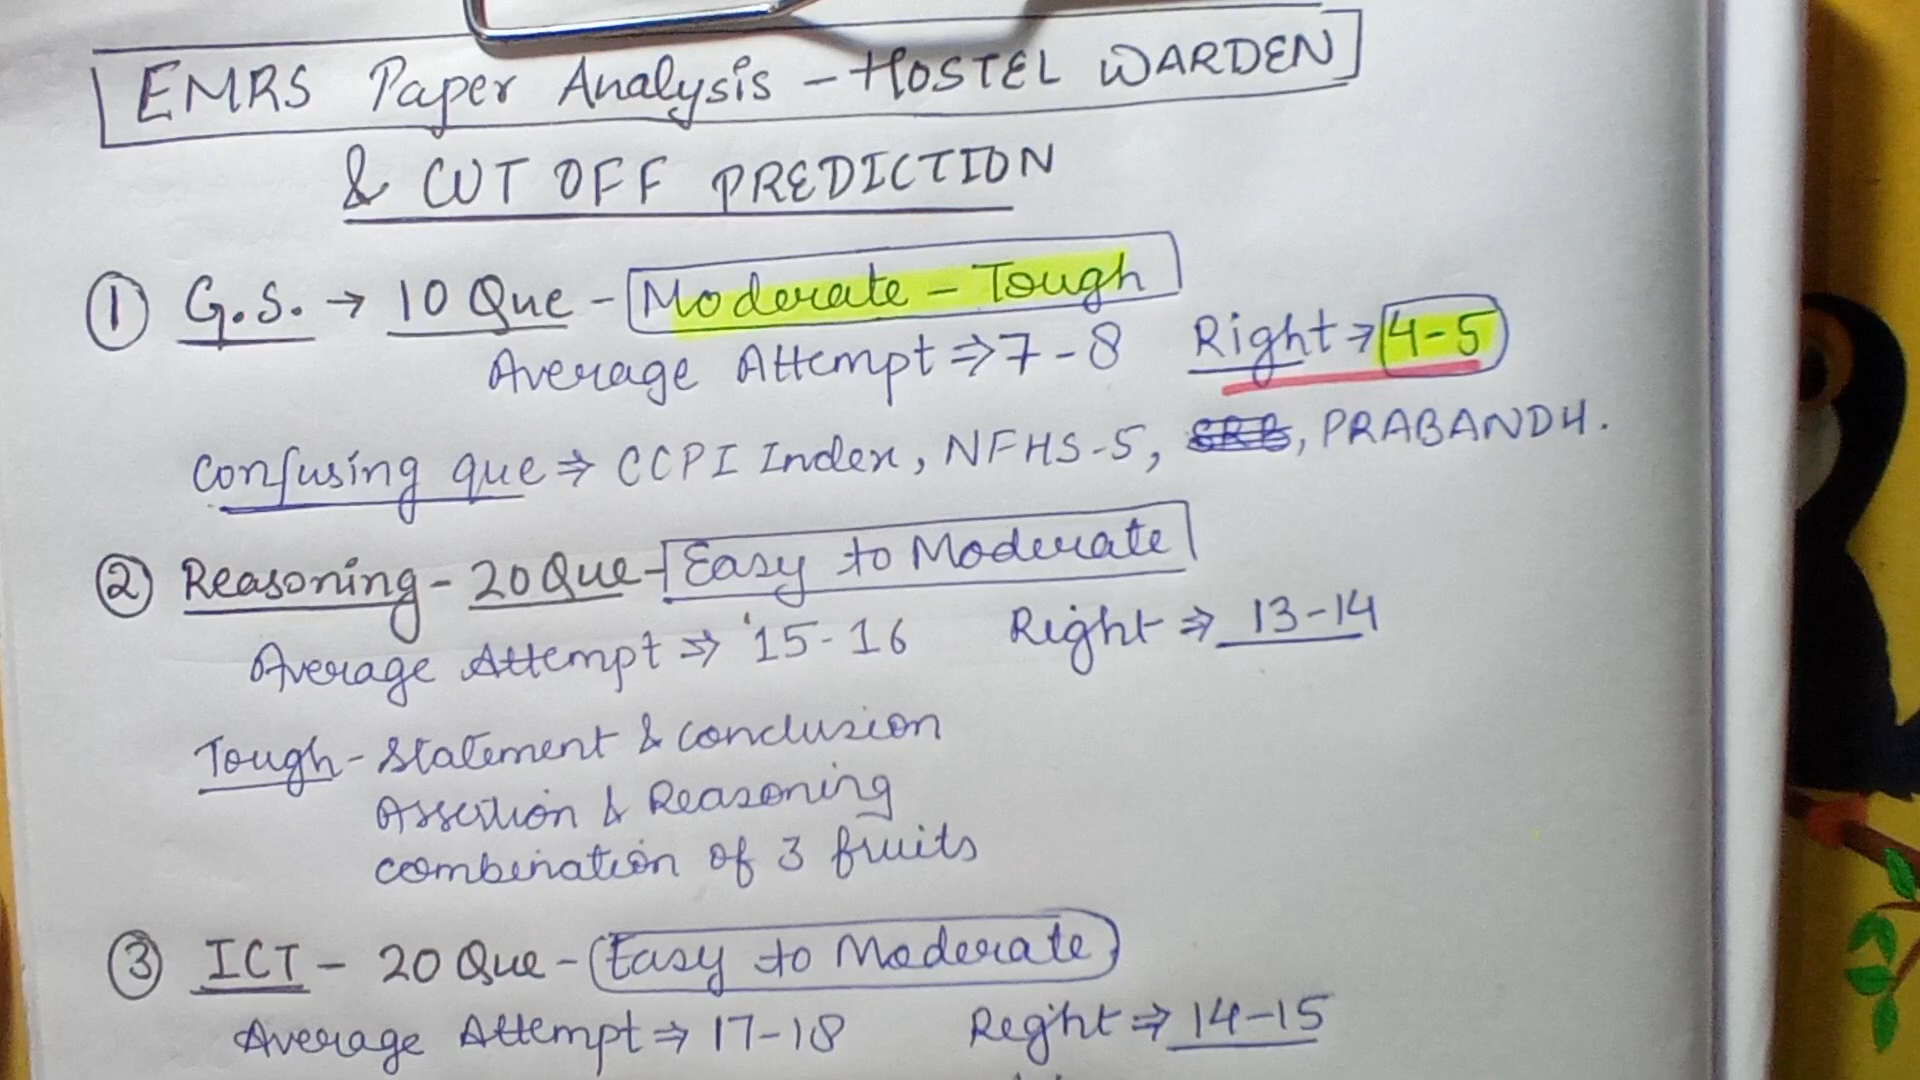 EMRS Paper Analysis - HOSTEL WARDEN
& CUT OFF PREDICTION
① G.S. → 10 Que - Moderate - Tough
Average Attempt ⇒ 7-8 Right → 4-5
Confusing que ⇒ CCPI Index, NFHS-5, SRB, PRABANDH.
② Reasoning - 20 Que - Easy to Moderate
Average Attempt ⇒ 15-16 Right ⇒ 13-14
Tough - Statement & conclusion
Assertion & Reasoning
combination of 3 fruits
③ ICT - 20 Que - Easy to Moderate
Average Attempt ⇒ 17-18 Right ⇒ 14-15